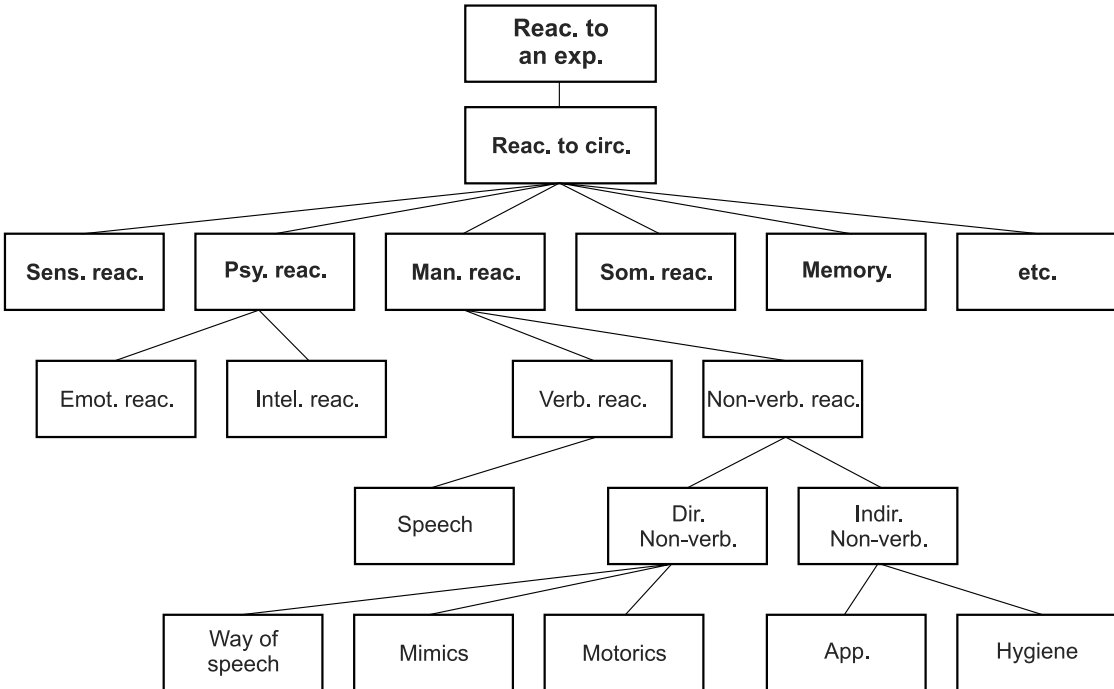 Reac. to
an exp.
Reac. to circ.
Sens. reac.
Psy. reac.
Man. reac.
Som. reac.
Memory.
etc.
Emot. reac.
Intel. reac.
Verb. reac.
Non-verb. reac.
Speech
Dir.
Non-verb.
Indir.
Non-verb.
Way of
speech
Mimics
Motorics
App.
Hygiene